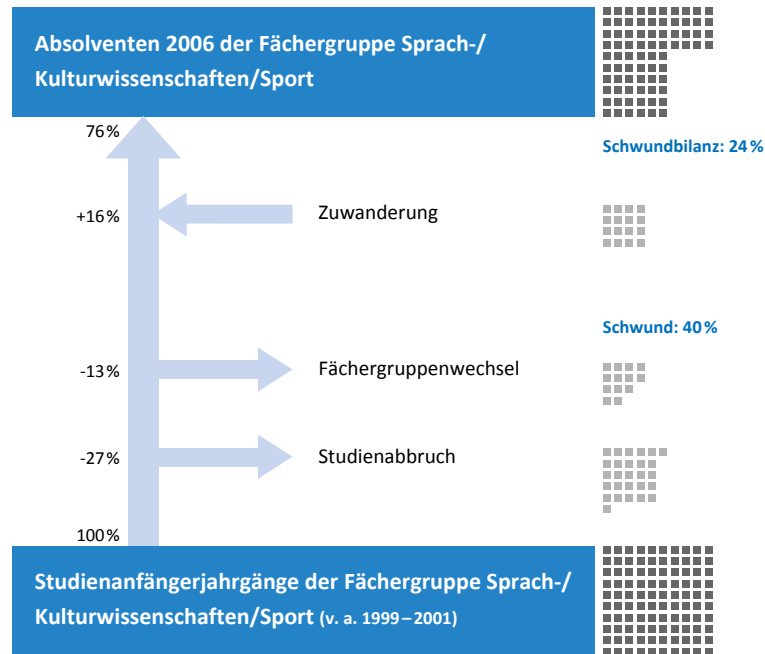 Absolventen 2006 der Fächergruppe Sprach-/
Kulturwissenschaften/Sport
76 %
Schwundbilanz: 24 %
+16 %
Zuwanderung
Schwund: 40 %
-13 %
Fächergruppenwechsel
-27 %
Studienabbruch
100 %
Studienanfängerjahrgänge der Fächergruppe Sprach-/
Kulturwissenschaften/Sport (v. a. 1999 – 2001)